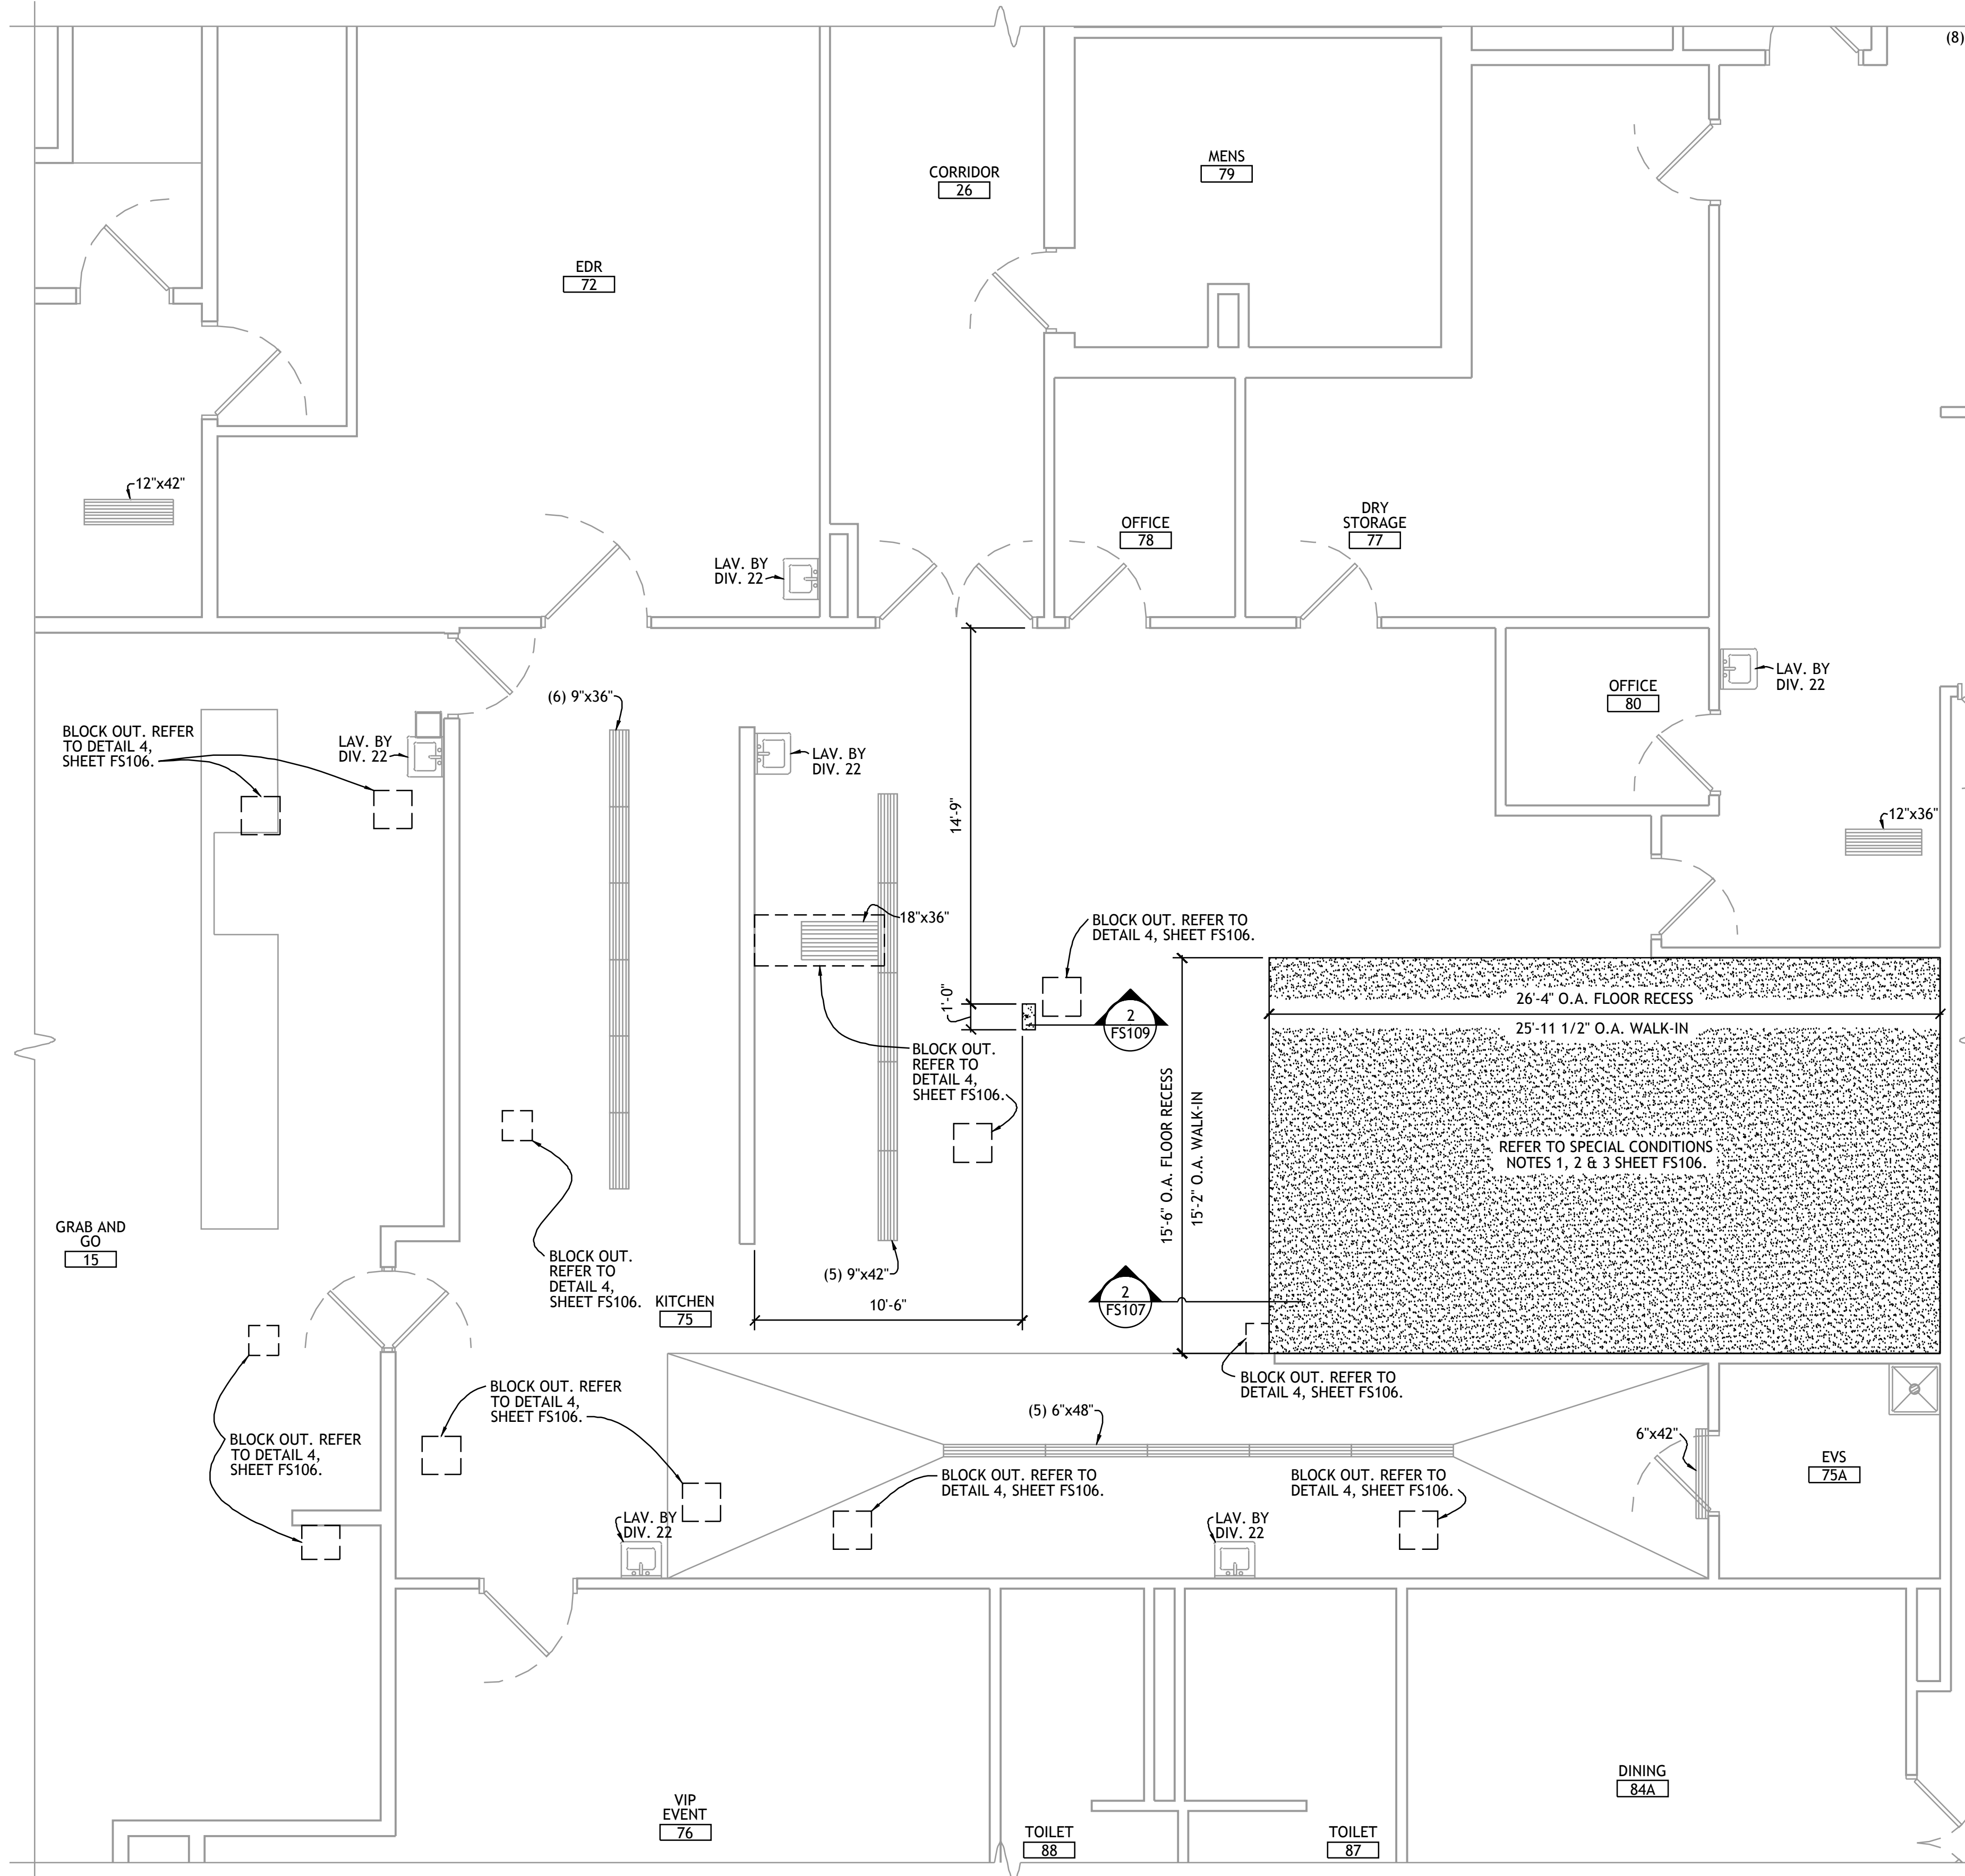 (8)
MENS
79
CORRIDOR
26
EDR
72
12"x42"
OFFICE
78
DRY
STORAGE
77
LAV. BY
DIV. 22
LAV. BY
DIV. 22
OFFICE
80
(6) 9"x36"
BLOCK OUT. REFER
TO DETAIL 4,
SHEET FS106.
LAV. BY
DIV. 22
LAV. BY
DIV. 22
14'-9"
12"x36"
18"x36"
BLOCK OUT. REFER TO
DETAIL 4, SHEET FS106.
1'-0"
2
FS109
26'-4" O.A. FLOOR RECESS
25'-11 1/2" O.A. WALK-IN
BLOCK OUT.
REFER TO
DETAIL 4,
SHEET FS106.
15'-6" O.A. FLOOR RECESS
15'-2" O.A. WALK-IN
REFER TO SPECIAL CONDITIONS
NOTES 1, 2 & 3 SHEET FS106.
GRAB AND
GO
15
BLOCK OUT.
REFER TO
DETAIL 4,
SHEET FS106.
(5) 9"x42"
KITCHEN
75
10'-6"
2
FS107
BLOCK OUT. REFER TO
DETAIL 4, SHEET FS106.
BLOCK OUT. REFER
TO DETAIL 4,
SHEET FS106.
(5) 6"x48"
BLOCK OUT. REFER
TO DETAIL 4,
SHEET FS106.
6"x42"
EVS
75A
BLOCK OUT. REFER TO
DETAIL 4, SHEET FS106.
BLOCK OUT. REFER TO
DETAIL 4, SHEET FS106.
LAV. BY
DIV. 22
LAV. BY
DIV. 22
VIP
EVENT
76
DINING
84A
TOILET
88
TOILET
87